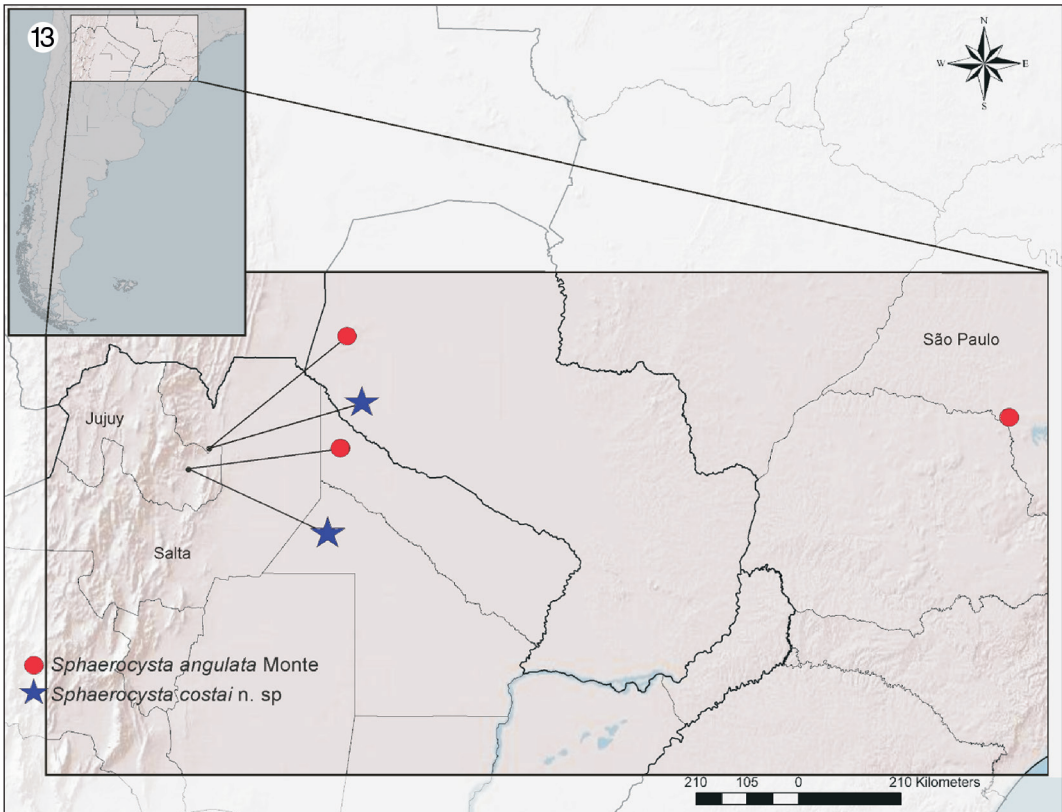 13
N
W E
S
São Paulo
Jujuy
Salta
Sphaerocysta angulata Monte
Sphaerocysta costai n. sp
210 105 0 210 Kilometers